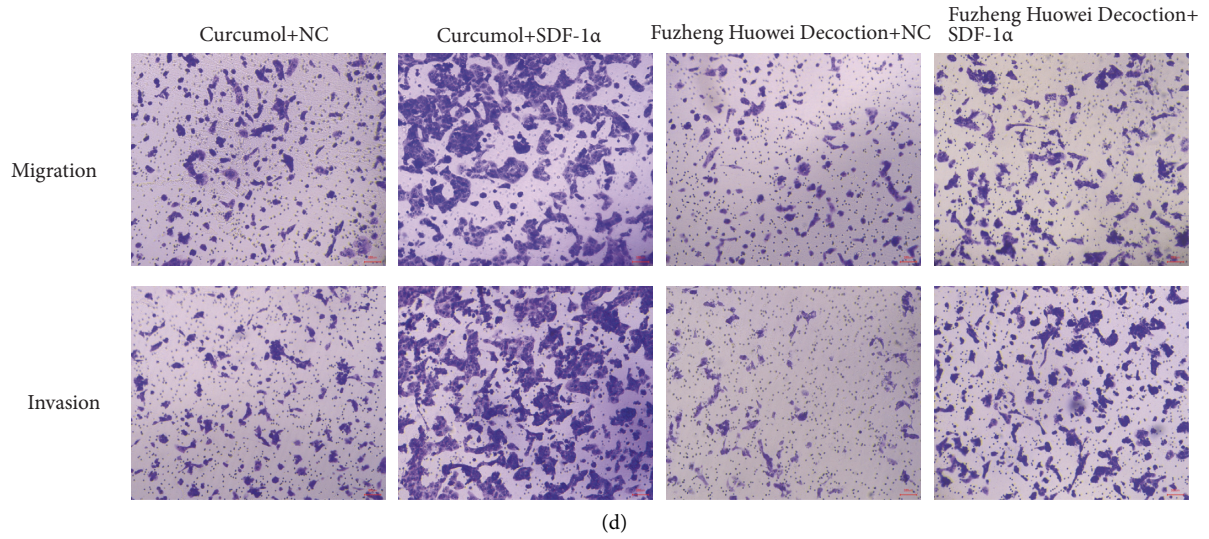 Curcumol+NC
Curcumol+SDF-1α
Fuzheng Huowei Decoction+NC
Fuzheng Huowei Decoction+
SDF-1α
Migration
Invasion
(d)